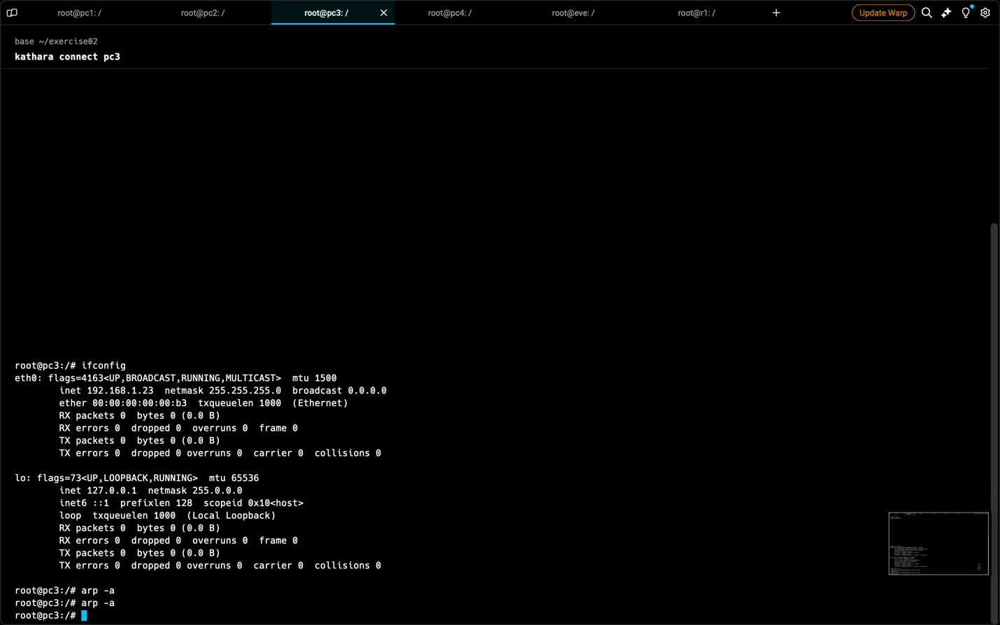 root@pc1: /
root@pc2: /
root@pc3: /
root@pc4: /
root@eve: /
root@r1: /
Update Warp
base ~/exercise02
kathara connect pc3
root@pc3:/# ifconfig
eth0: flags=4163<UP,BROADCAST,RUNNING,MULTICAST>  mtu 1500
        inet 192.168.1.23  netmask 255.255.255.0  broadcast 0.0.0.0
        ether 00:00:00:00:00:b3  txqueuelen 1000  (Ethernet)
        RX packets 0  bytes 0 (0.0 B)
        RX errors 0  dropped 0  overruns 0  frame 0
        TX packets 0  bytes 0 (0.0 B)
        TX errors 0  dropped 0 overruns 0  carrier 0  collisions 0
lo: flags=73<UP,LOOPBACK,RUNNING>  mtu 65536
        inet 127.0.0.1  netmask 255.0.0.0
        inet6 ::1  prefixlen 128  scopeid 0x10<host>
        loop  txqueuelen 1000  (Local Loopback)
        RX packets 0  bytes 0 (0.0 B)
        RX errors 0  dropped 0  overruns 0  frame 0
        TX packets 0  bytes 0 (0.0 B)
        TX errors 0  dropped 0 overruns 0  carrier 0  collisions 0
root@pc3:/# arp -a
root@pc3:/# arp -a
root@pc3:/#